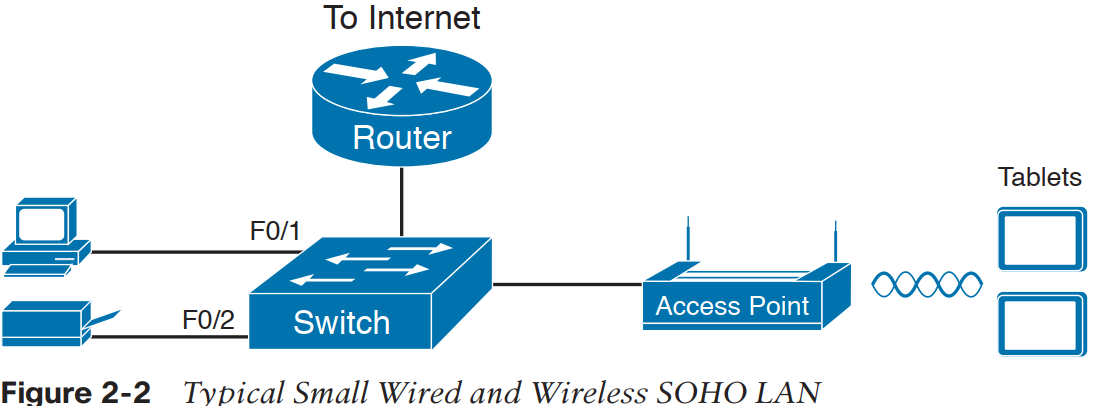 To Internet
Router
Tablets
F0/1
Access Point
F0/2
Switch
Figure 2-2 Typical Small Wired and Wireless SOHO LAN